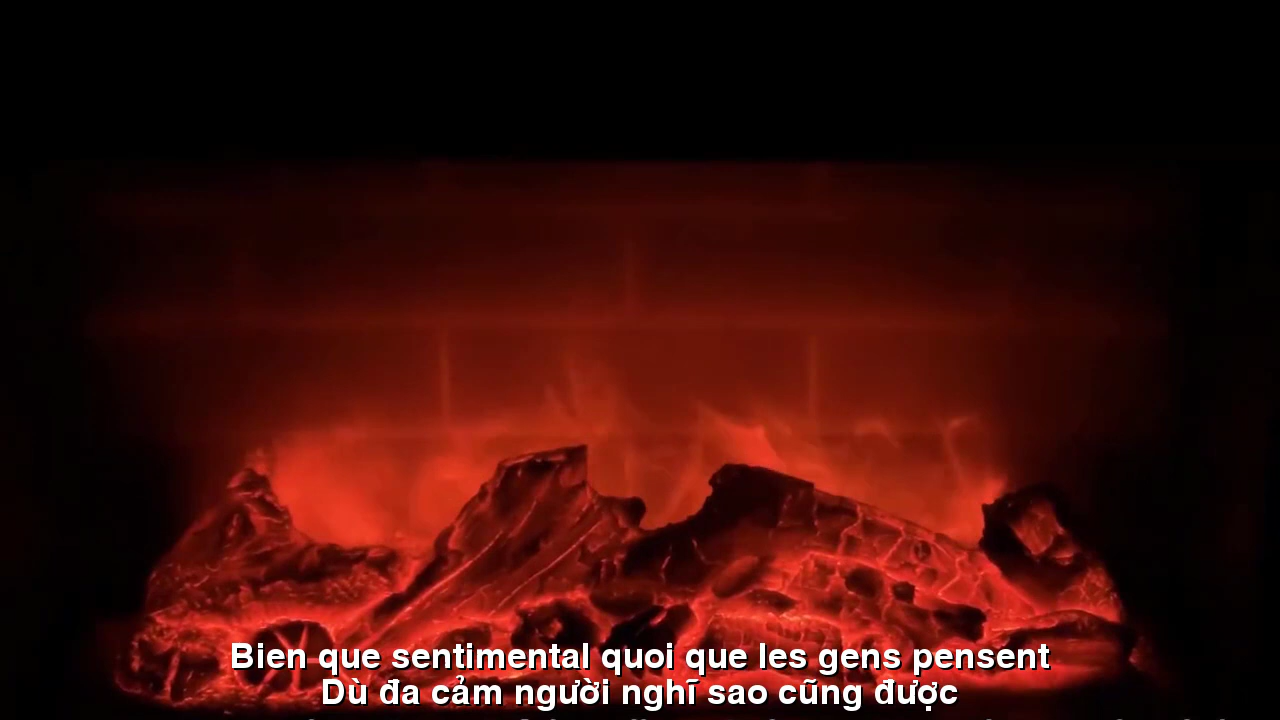 Bien que sentimental quoi que les gens pensent
Dù đa cảm người nghĩ sao cũng được